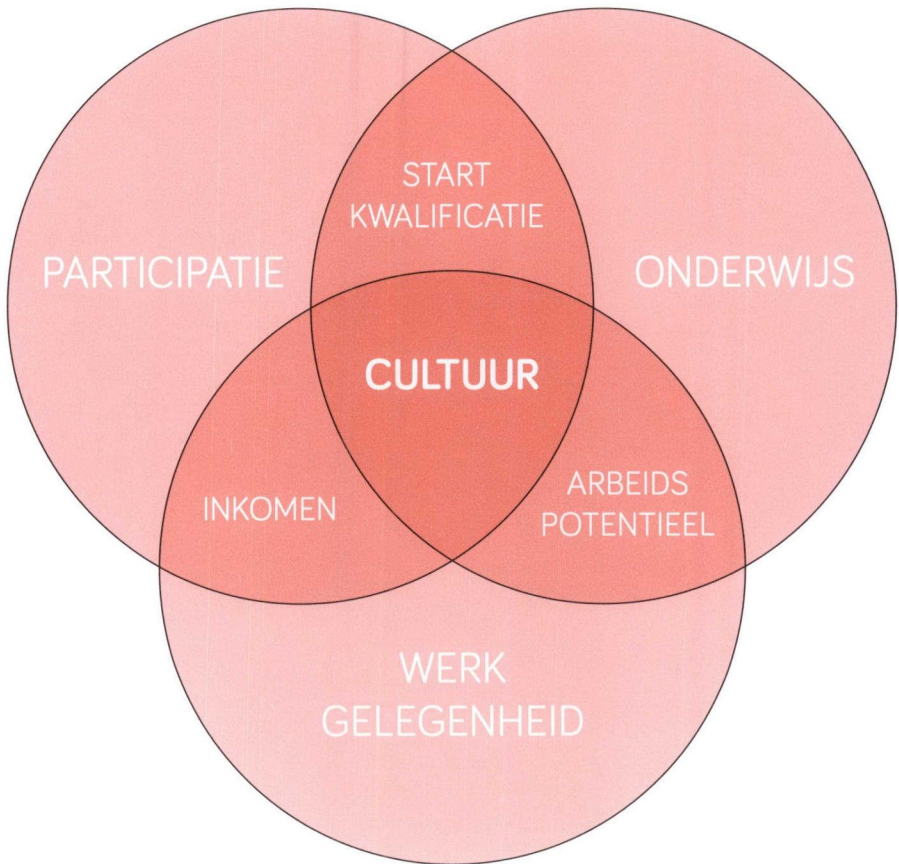 START
KWALIFICATIE
PARTICIPATIE
ONDERWIJS
CULTUUR
INKOMEN
ARBEIDS
POTENTIEEL
WERK
GELEGENHEID